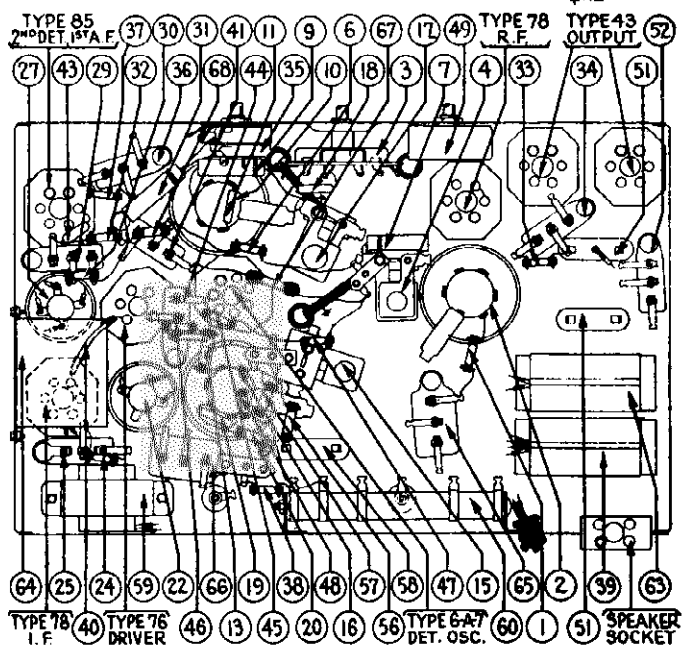 TYPE 85
2ND DET. 1ST A.F.
37 30 31 41 11 9 6 67 12 49
TYPE 78
R.F.
TYPE 43
OUTPUT
52
27 43 29 32 36 68 44 35 10 18 3 7 4 33 34 51
64 25 24 59 22 66 19 38 48 57 58 47 15 65 2 39 63
TYPE 78
I.F.
40
TYPE 76
DRIVER
46 13 45 20 16 56
TYPE 6-A-7
DET. OSC.
60 1 51
SPEAKER
SOCKET